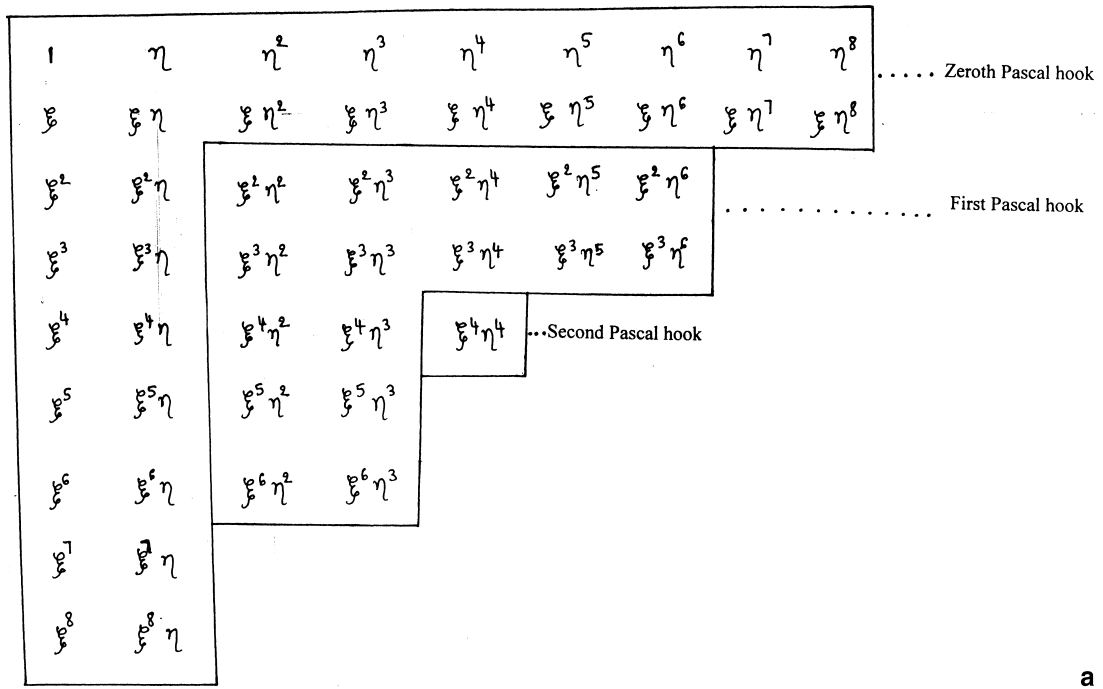 1 η η² η³ η⁴ η⁵ η⁶ η⁷ η⁸ ..... Zeroth Pascal hook
ξ ξη ξη² ξη³ ξη⁴ ξη⁵ ξη⁶ ξη⁷ ξη⁸
ξ² ξ²η ξ²η² ξ²η³ ξ²η⁴ ξ²η⁵ ξ²η⁶ ............. First Pascal hook
ξ³ ξ³η ξ³η² ξ³η³ ξ³η⁴ ξ³η⁵ ξ³η⁶
ξ⁴ ξ⁴η ξ⁴η² ξ⁴η³ ξ⁴η⁴ ...Second Pascal hook
ξ⁵ ξ⁵η ξ⁵η² ξ⁵η³
ξ⁶ ξ⁶η ξ⁶η² ξ⁶η³
ξ⁷ ξ⁷η
ξ⁸ ξ⁸η
a